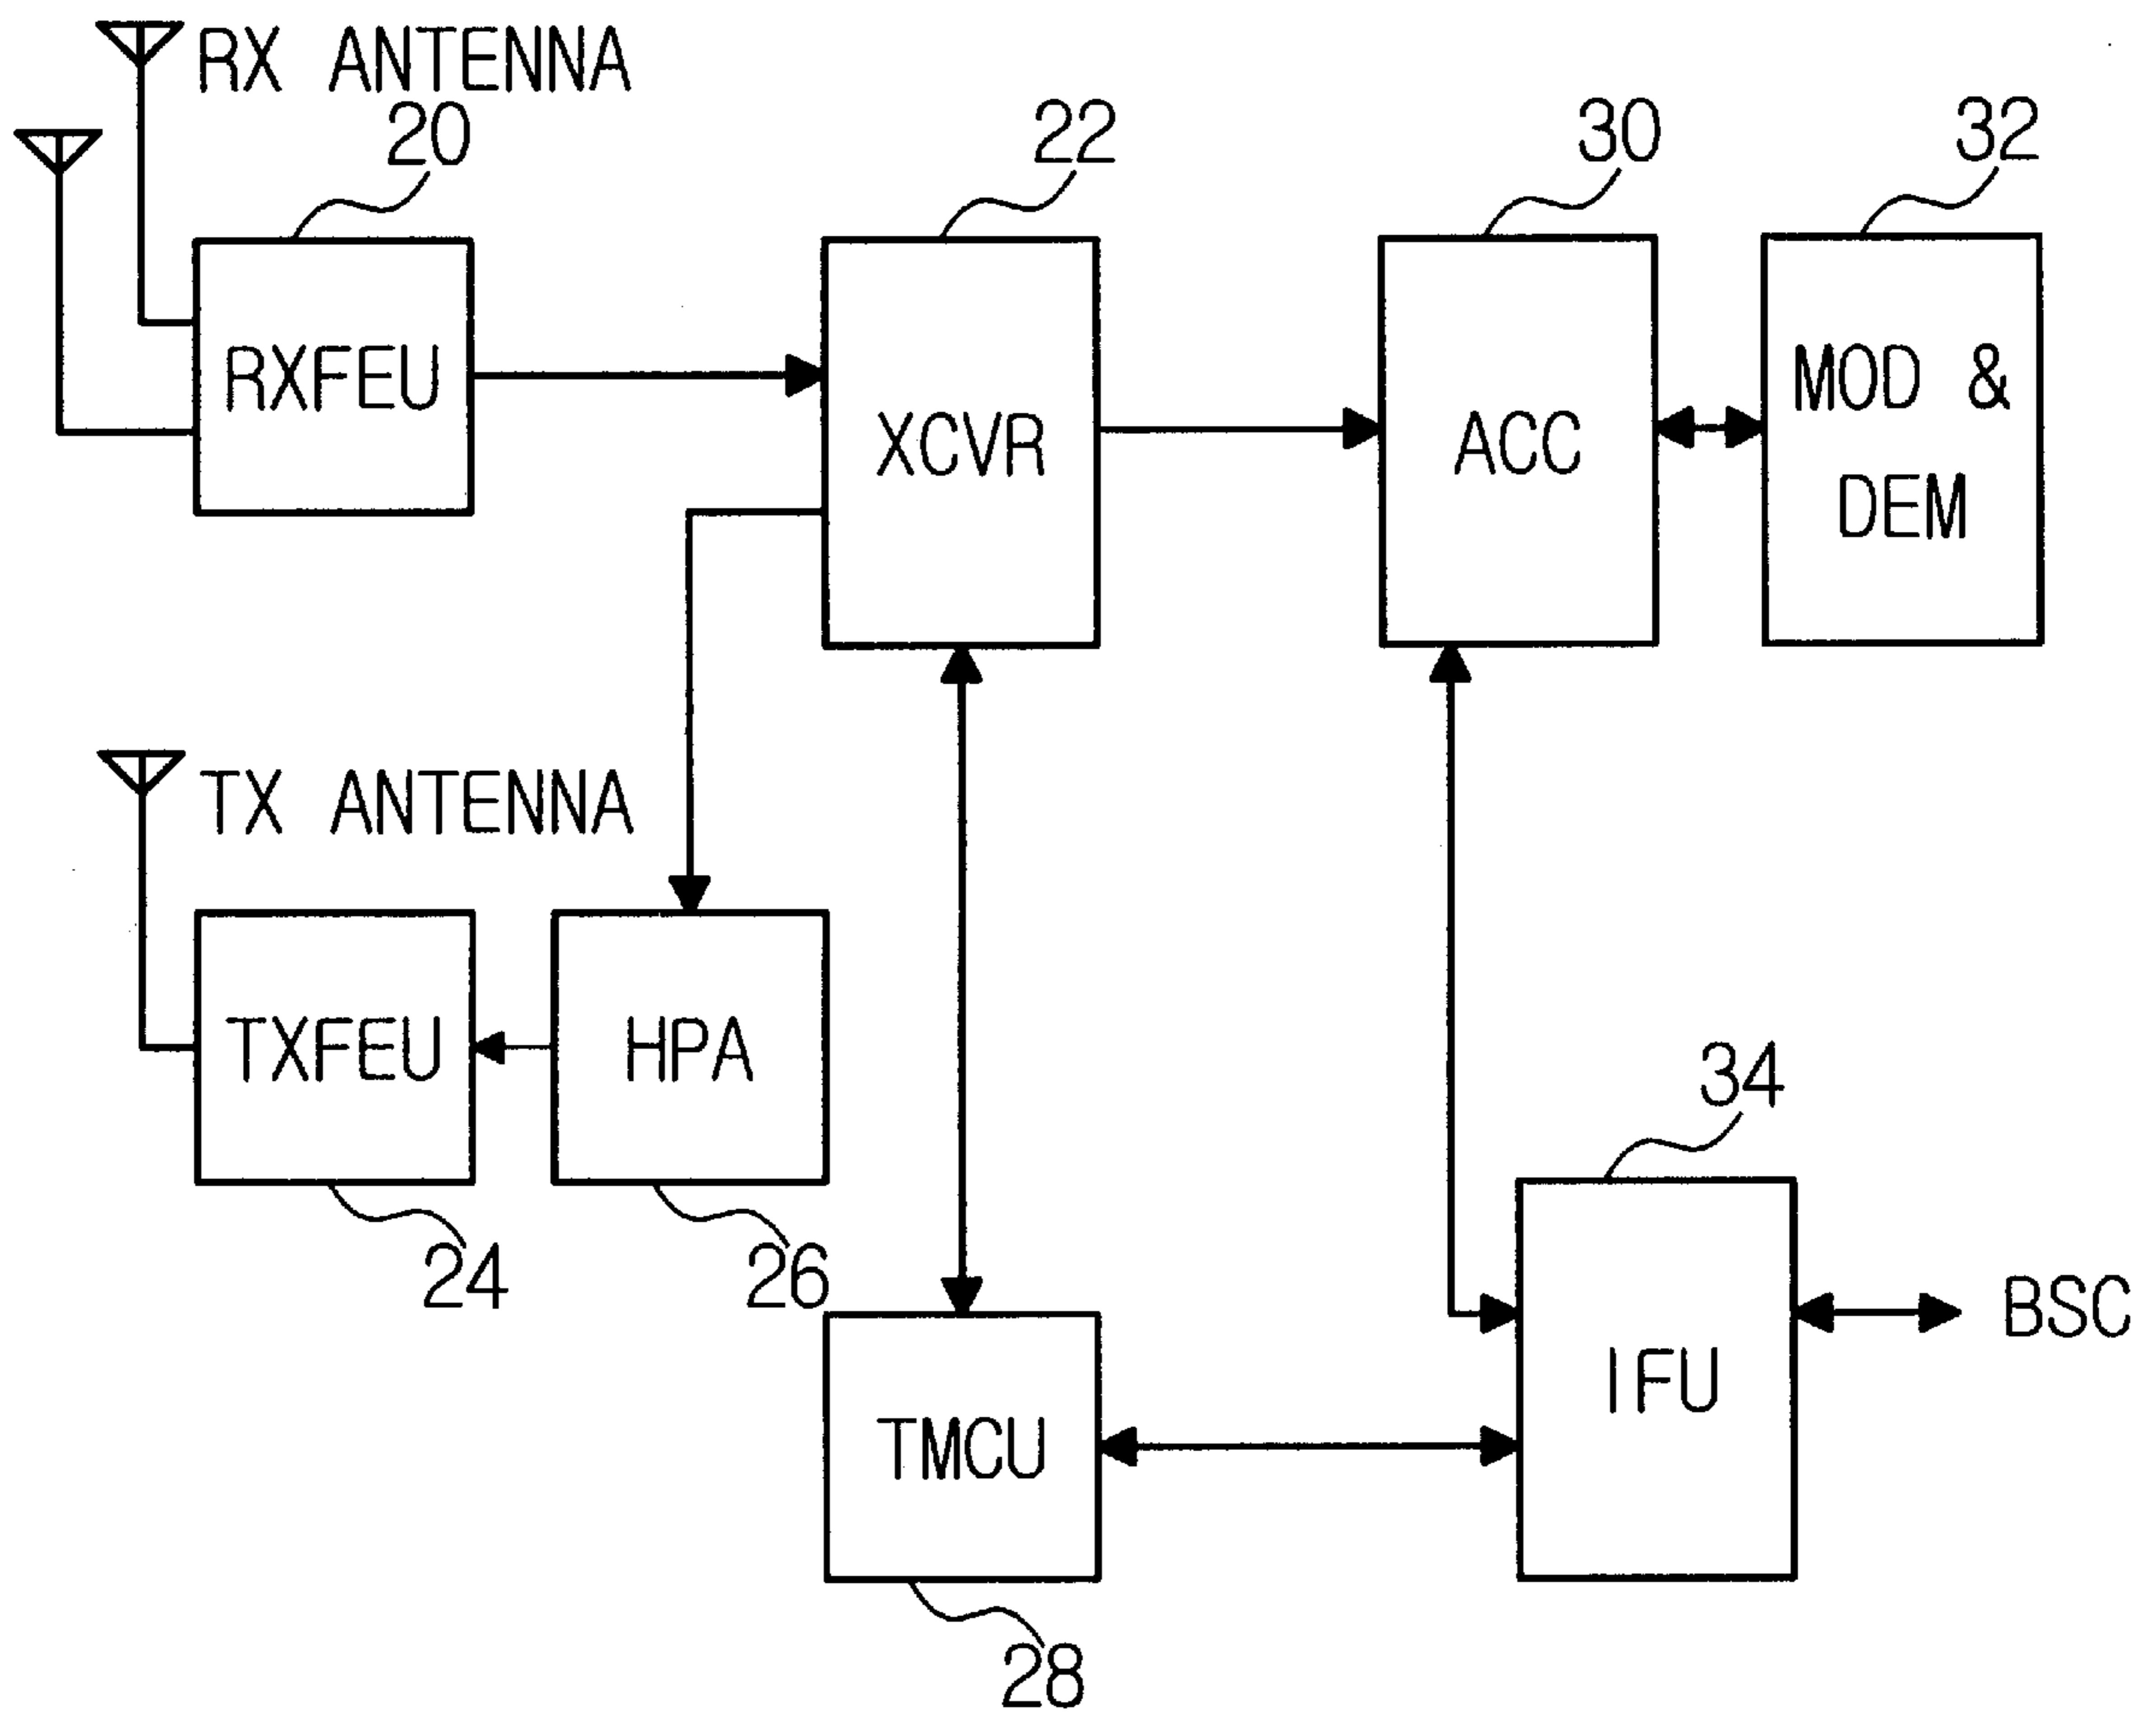 RX ANTENNA
20
22
30
32
RXFEU
XCVR
ACC
MOD &
DEM
TX ANTENNA
TXFEU
HPA
34
24
26
BSC
IFU
TMCU
28